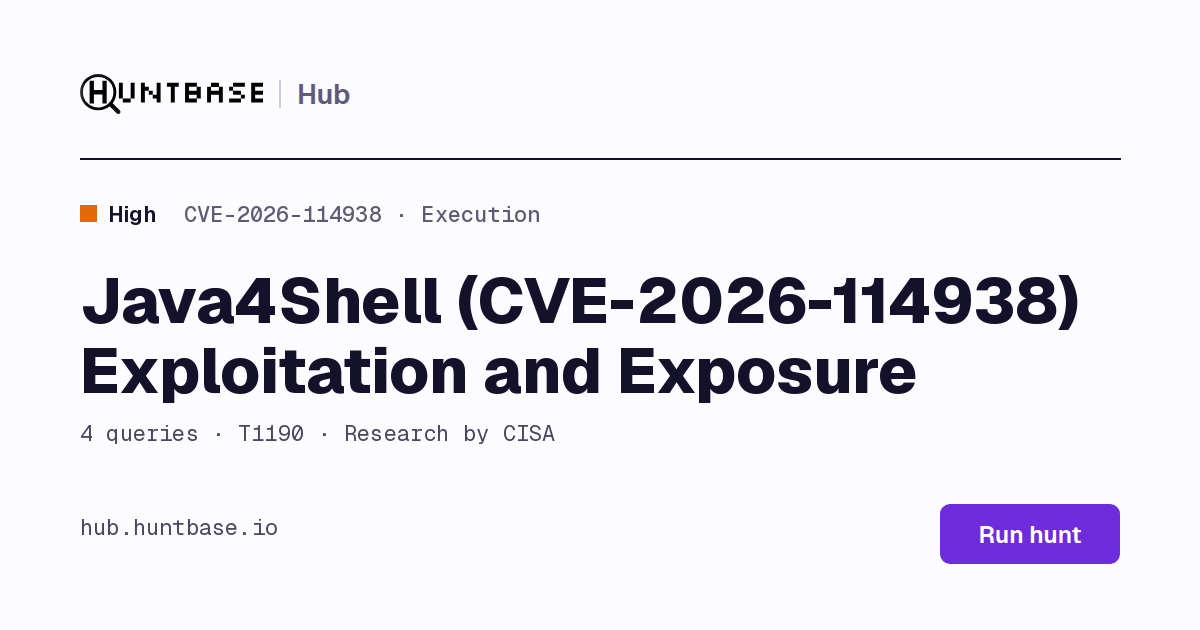 HUNTBASE Hub
High CVE-2026-114938 · Execution
Java4Shell (CVE-2026-114938)
Exploitation and Exposure
4 queries · T1190 · Research by CISA
hub.huntbase.io
Run hunt